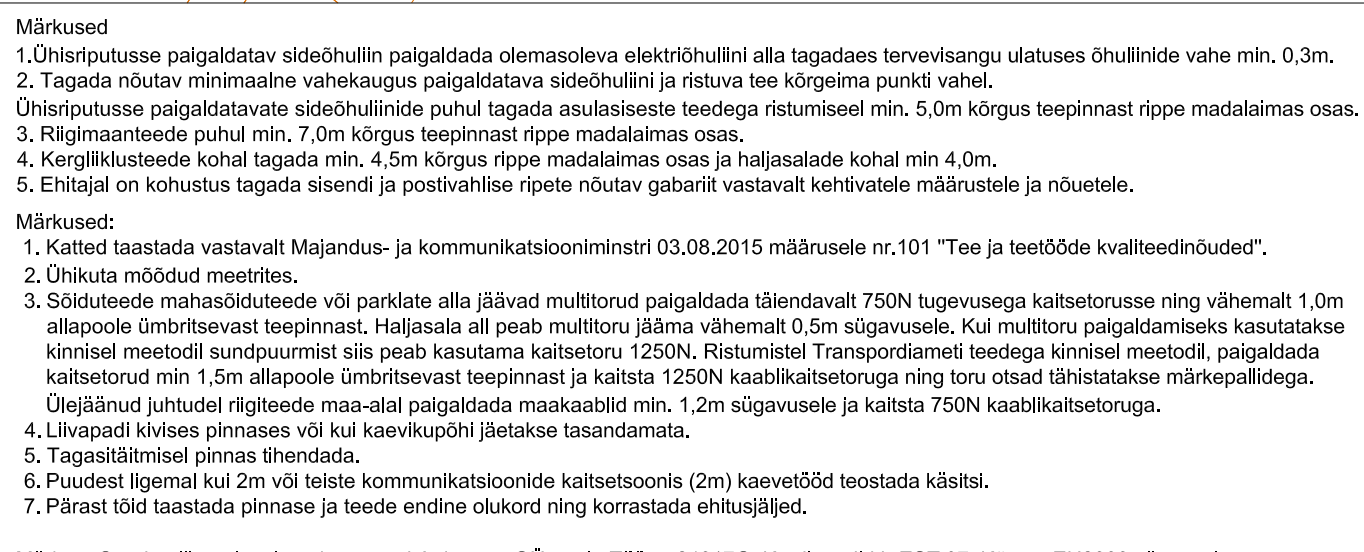 Märkused
1.Ühisriputusse paigaldatav sideõhuliin paigaldada olemasoleva elektriõhuliini alla tagadaes tervevisangu ulatuses õhuliinide vahe min. 0,3m.
2. Tagada nõutav minimaalne vahekaugus paigaldatava sideõhuliini ja ristuva tee kõrgeima punkti vahel.
Ühisriputusse paigaldatavate sideõhuliinide puhul tagada asulasiseste teedega ristumiseel min. 5,0m kõrgus teepinnast rippe madalaimas osas.
3. Riigimaanteede puhul min. 7,0m kõrgus teepinnast rippe madalaimas osas.
4. Kergliiklusteede kohal tagada min. 4,5m kõrgus rippe madalaimas osas ja haljasalade kohal min 4,0m.
5. Ehitajal on kohustus tagada sisendi ja postivahlise ripete nõutav gabariit vastavalt kehtivatele määrustele ja nõuetele.
Märkused:
1. Katted taastada vastavalt Majandus- ja kommunikatsiooniministri 03.08.2015 määrusele nr.101 "Tee ja teetööde kvaliteedinõuded".
2. Ühikuta mõõdud meetrites.
3. Sõiduteede mahasõiduteede või parklate alla jäävad multitorud paigaldada täiendavalt 750N tugevusega kaitsetorusse ning vähemalt 1,0m
allapoole ümbritsevast teepinnast. Haljasala all peab multitoru jääma vähemalt 0,5m sügavusele. Kui multitoru paigaldamiseks kasutatakse
kinnisel meetodil sundpuurmist siis peab kasutama kaitsetoru 1250N. Ristumistel Transpordiameti teedega kinnisel meetodil, paigaldada
kaitsetorud min 1,5m allapoole ümbritsevast teepinnast ja kaitsta 1250N kaablikaitsetoruga ning toru otsad tähistatakse märkepallidega.
Ülejäänud juhtudel riigiteede maa-alal paigaldada maakaablid min. 1,2m sügavusele ja kaitsta 750N kaablikaitsetoruga.
4. Liivapadi kivises pinnases või kui kaevikupõhi jäetakse tasandamata.
5. Tagasitäitmisel pinnas tihendada.
6. Puudest ligemal kui 2m või teiste kommunikatsioonide kaitsetsoonis (2m) kaevetööd teostada käsitsi.
7. Pärast tõid taastada pinnase ja teede endine olukord ning korrastada ehitusjäljed.